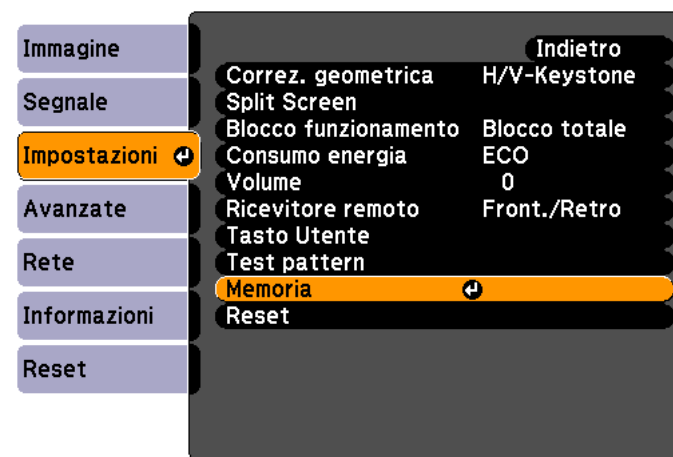 Immagine
Segnale
Impostazioni
Avanzate
Rete
Informazioni
Reset
Indietro
Correz. geometrica H/V-Keystone
Split Screen
Blocco funzionamento Blocco totale
Consumo energia ECO
Volume 0
Ricevitore remoto Front./Retro
Tasto Utente
Test pattern
Memoria
Reset